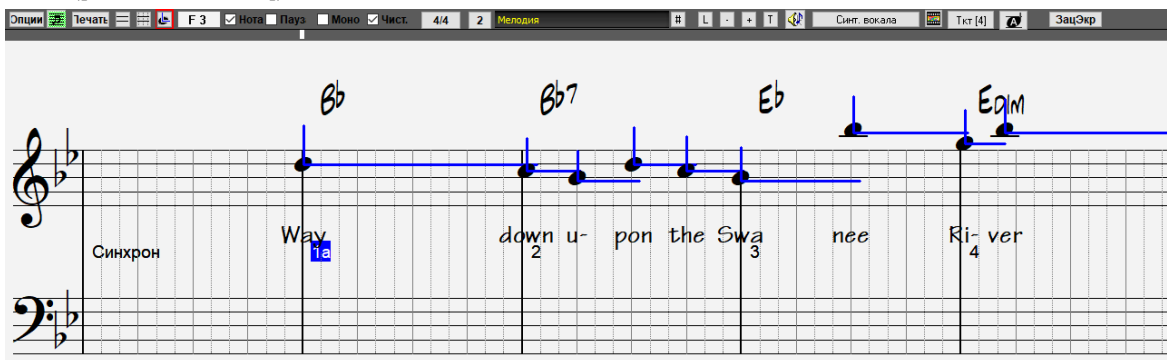 Опции Печать F 3 Нота Пауз Моно Чист. 4/4 2 Мелодия # L - + T Синт. вокала Ткт [4] A ЗацЭкр
Bb Bb7 Eb EDIM
Way down u- pon the Swa nee Ri- ver
Синхрон 1a 2 3 4